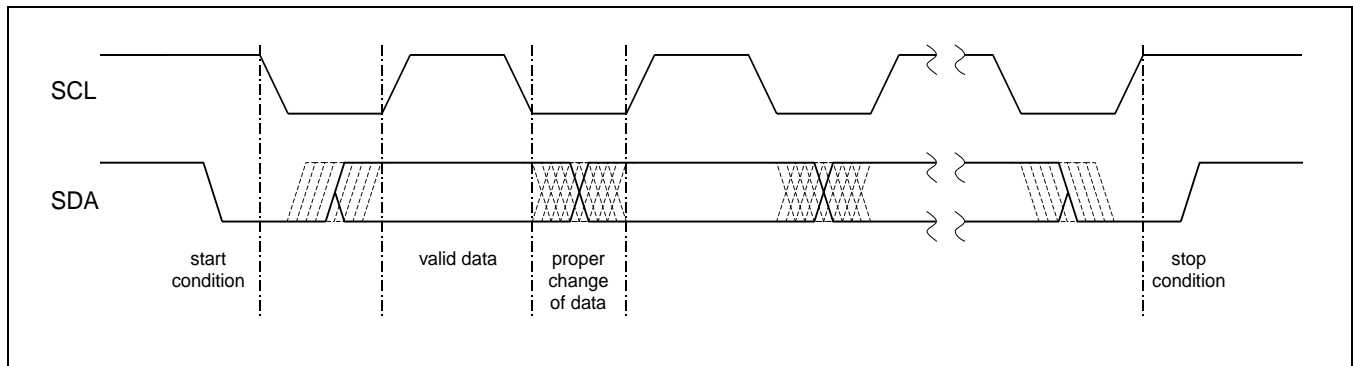 SCL
SDA
start
condition
valid data
proper
change
of data
stop
condition